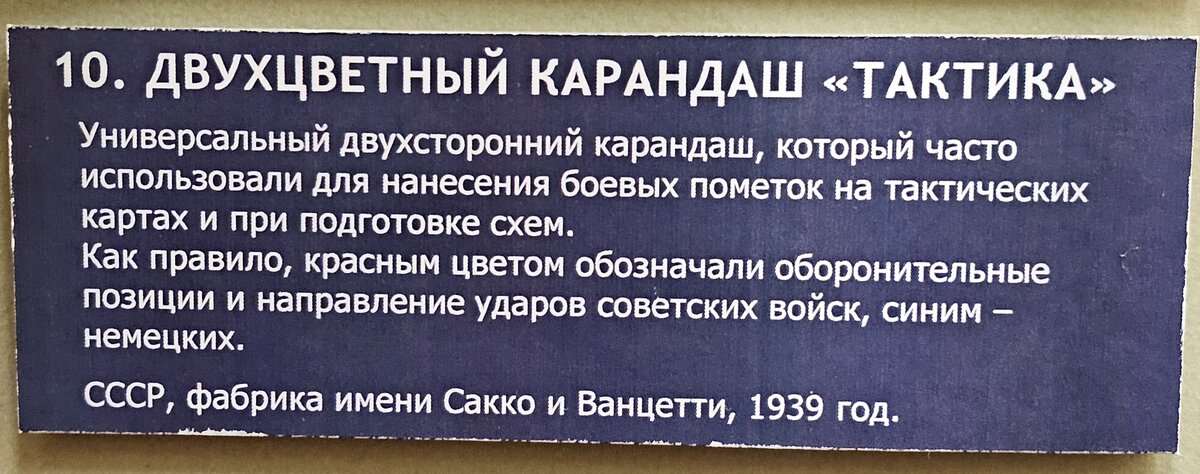 10. ДВУХЦВЕТНЫЙ КАРАНДАШ «ТАКТИКА»
Универсальный двухсторонний карандаш, который часто
использовали для нанесения боевых пометок на тактических
картах и при подготовке схем.
Как правило, красным цветом обозначали оборонительные
позиции и направление ударов советских войск, синим –
немецких.
СССР, фабрика имени Сакко и Ванцетти, 1939 год.